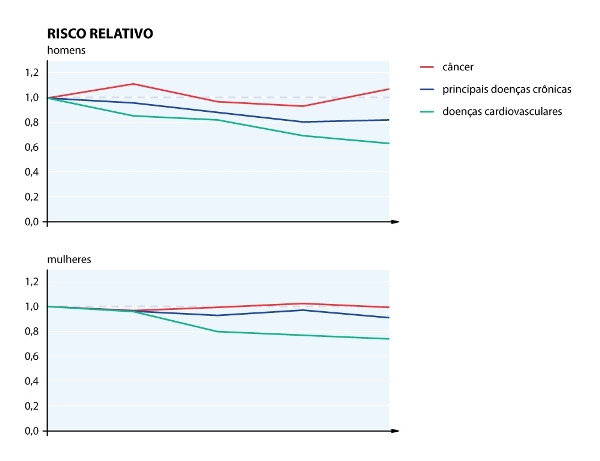 RISCO RELATIVO
homens
1,2
1,0
0,8
0,6
0,4
0,2
0,0
câncer
principais doenças crônicas
doenças cardiovasculares
mulheres
1,2
1,0
0,8
0,6
0,4
0,2
0,0